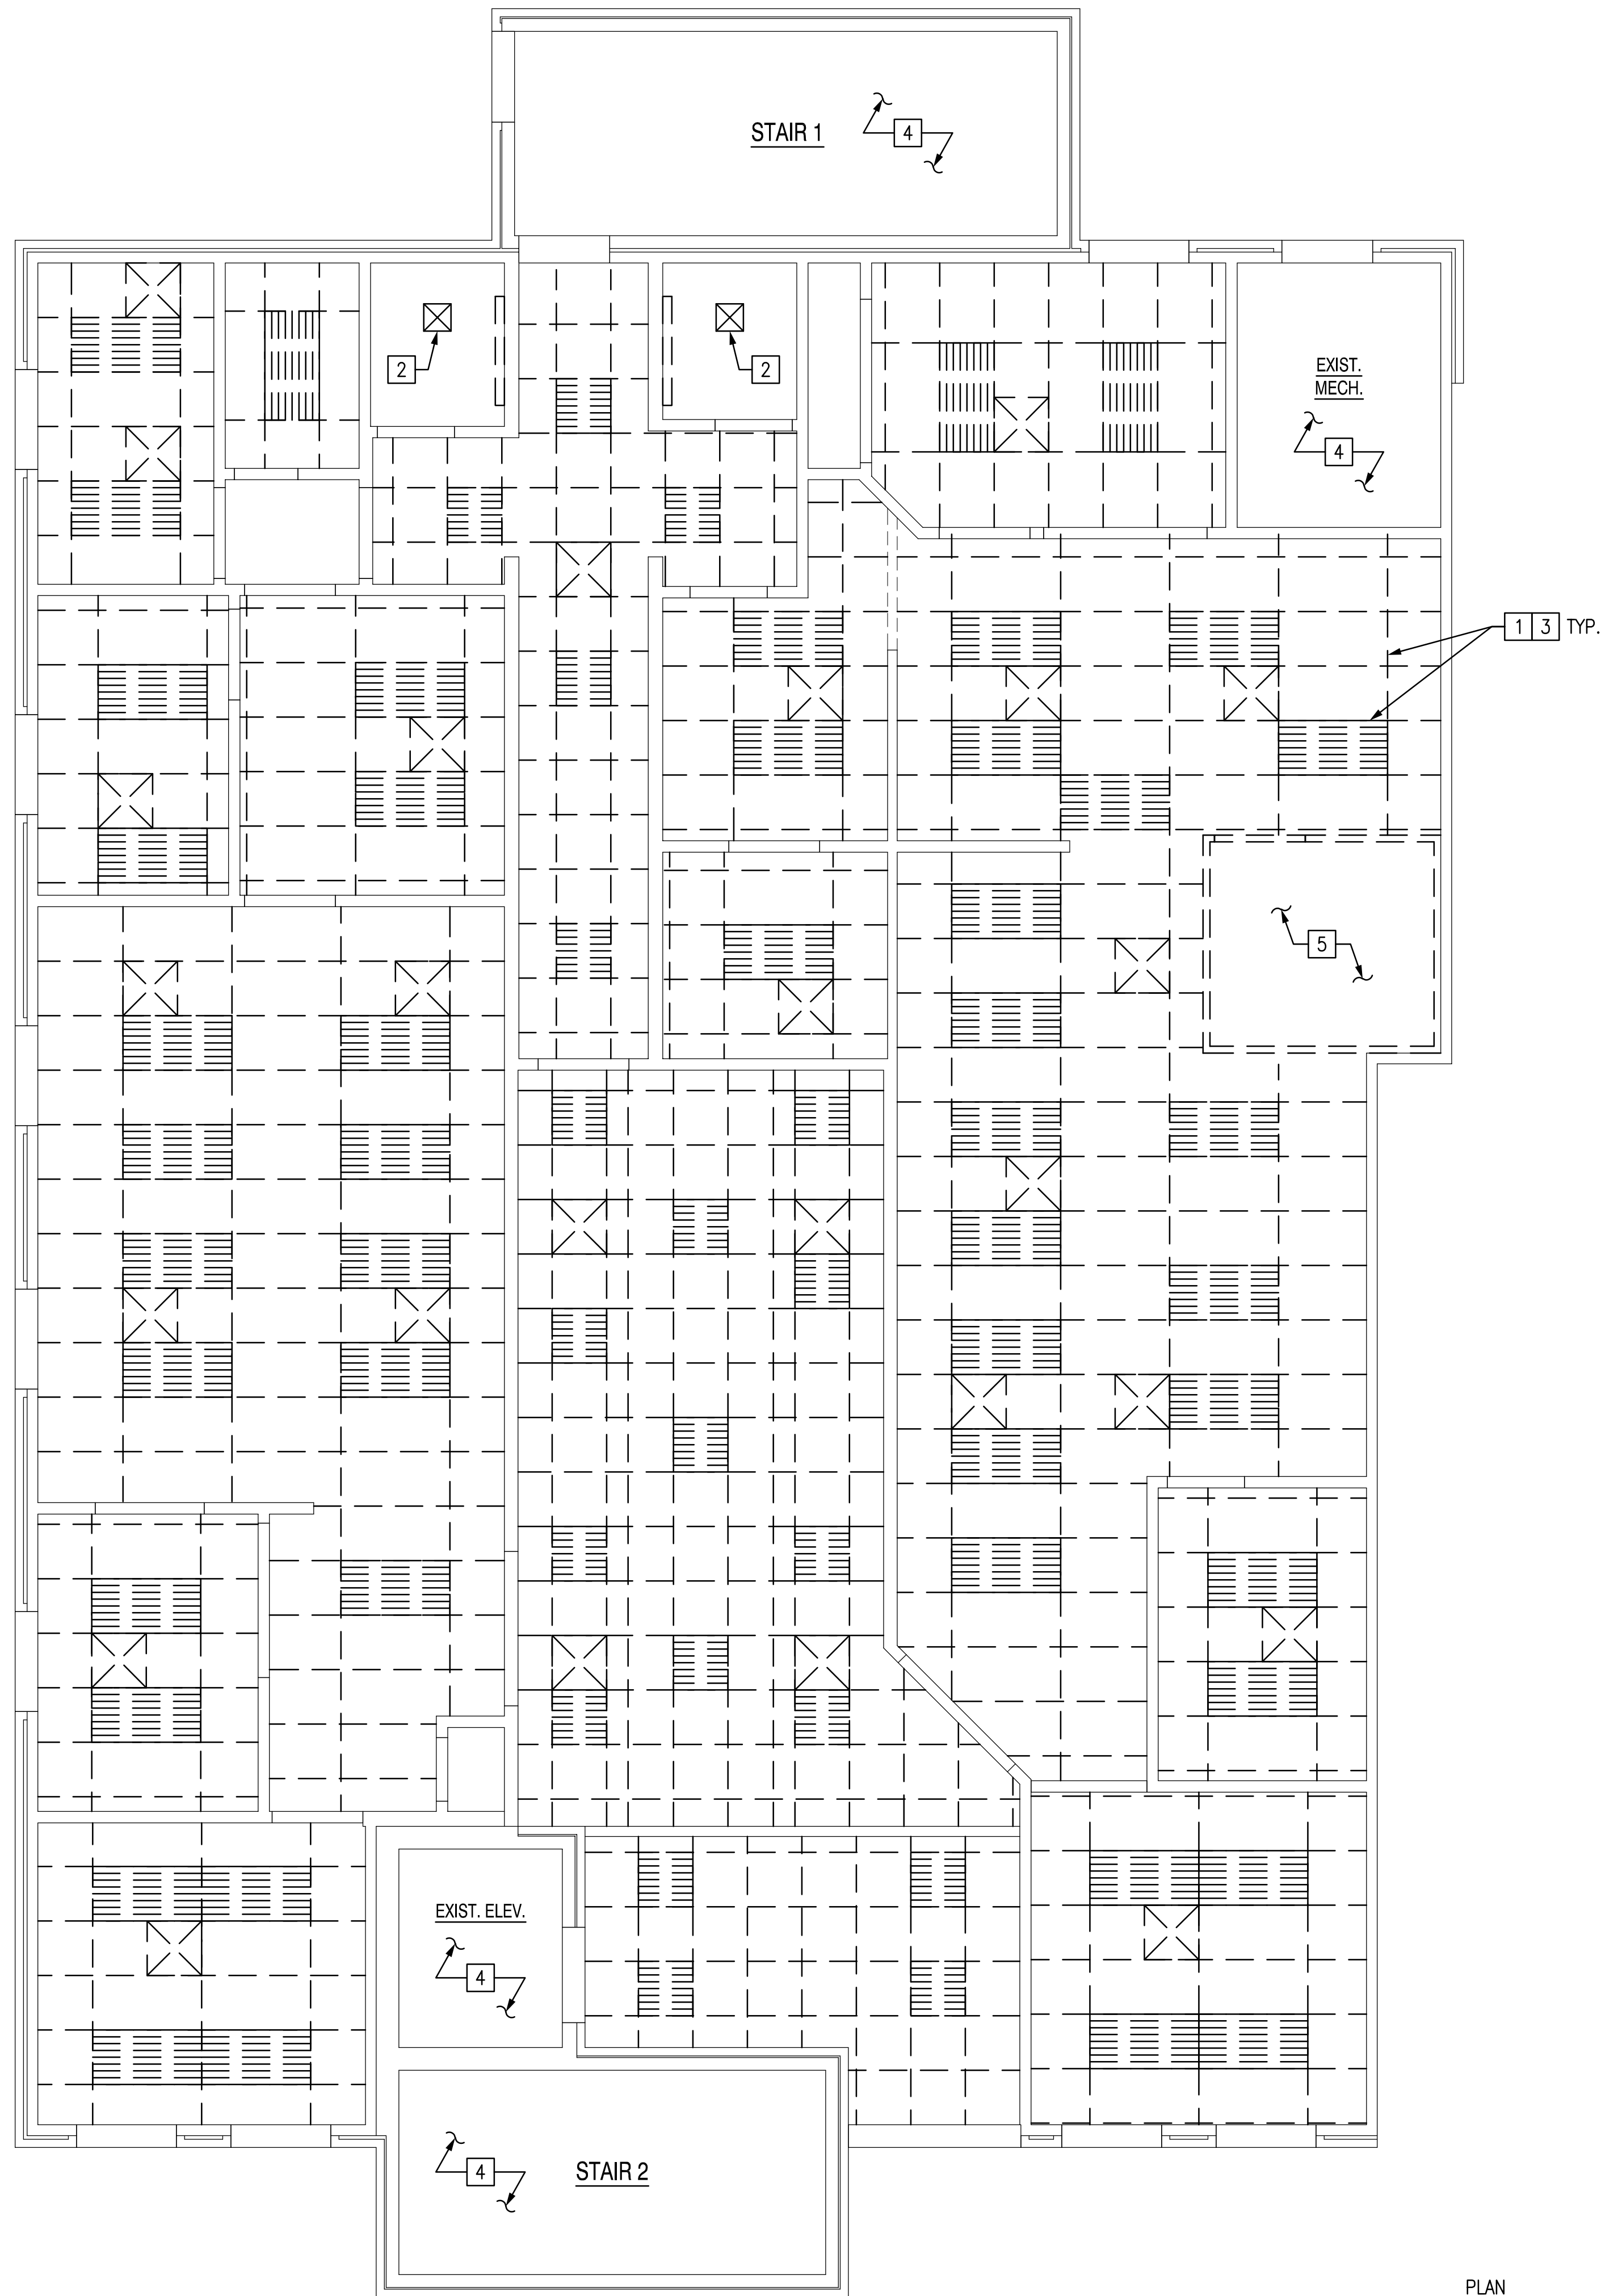 STAIR 1
4
2
2
EXIST.
MECH.
4
1 3 TYP.
5
EXIST. ELEV.
4
4
STAIR 2
PLAN